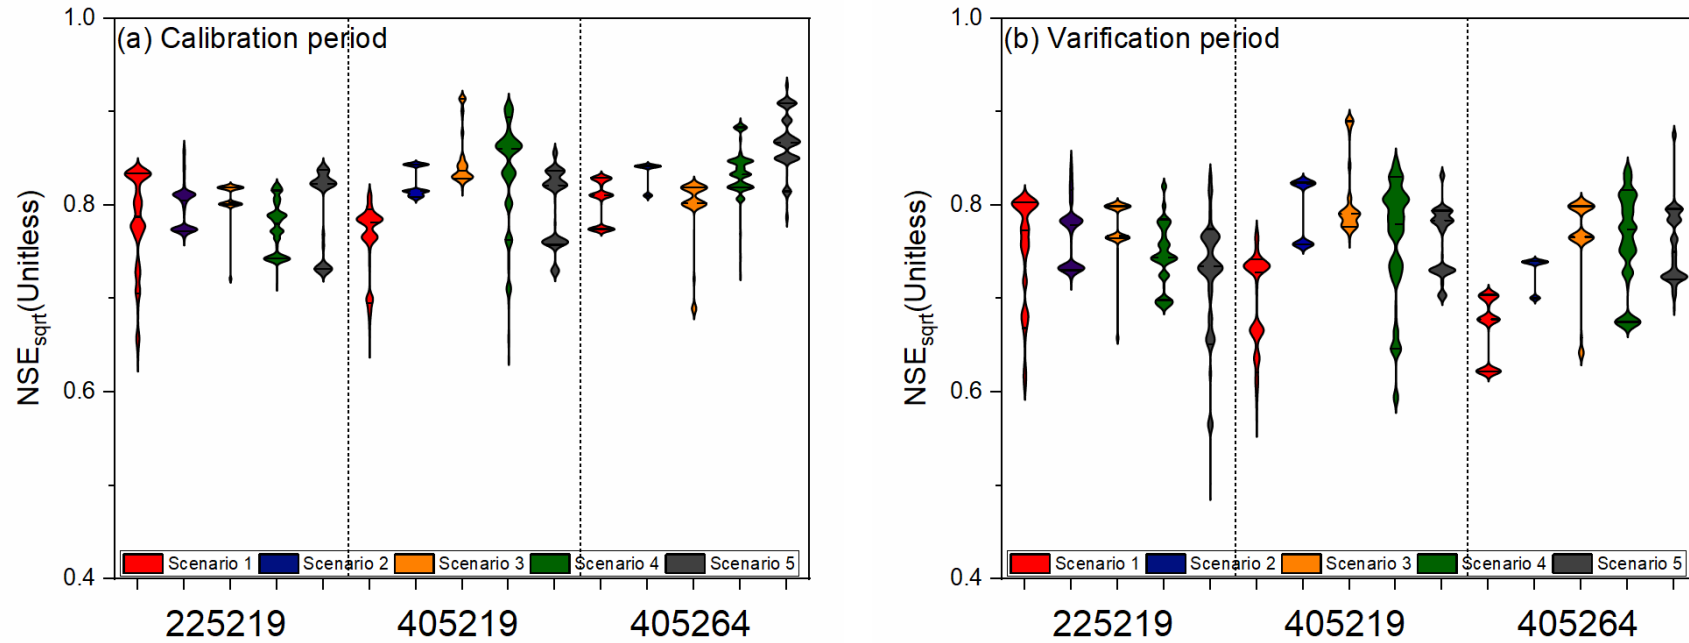 1.0
(a) Calibration period
0.8
0.6
0.4
NSEsqrt(Unitless)
Scenario 1 Scenario 2 Scenario 3 Scenario 4 Scenario 5
225219 405219 405264
1.0
(b) Varification period
0.8
0.6
0.4
NSEsqrt(Unitless)
Scenario 1 Scenario 2 Scenario 3 Scenario 4 Scenario 5
225219 405219 405264